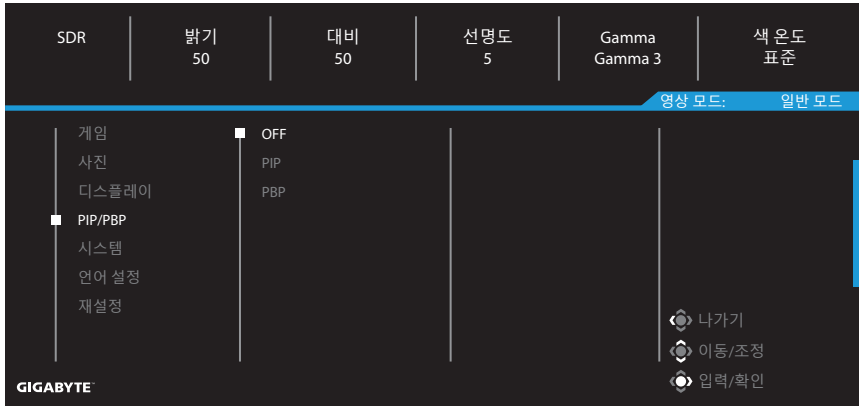 SDR 밝기 대비 선명도 Gamma 색 온도
50 50 5 Gamma 3 표준
영상 모드: 일반 모드
게임 OFF
사진 PIP
디스플레이 PBP
PIP/PBP
시스템
언어 설정
재설정
나가기
이동/조정
입력/확인
GIGABYTE™